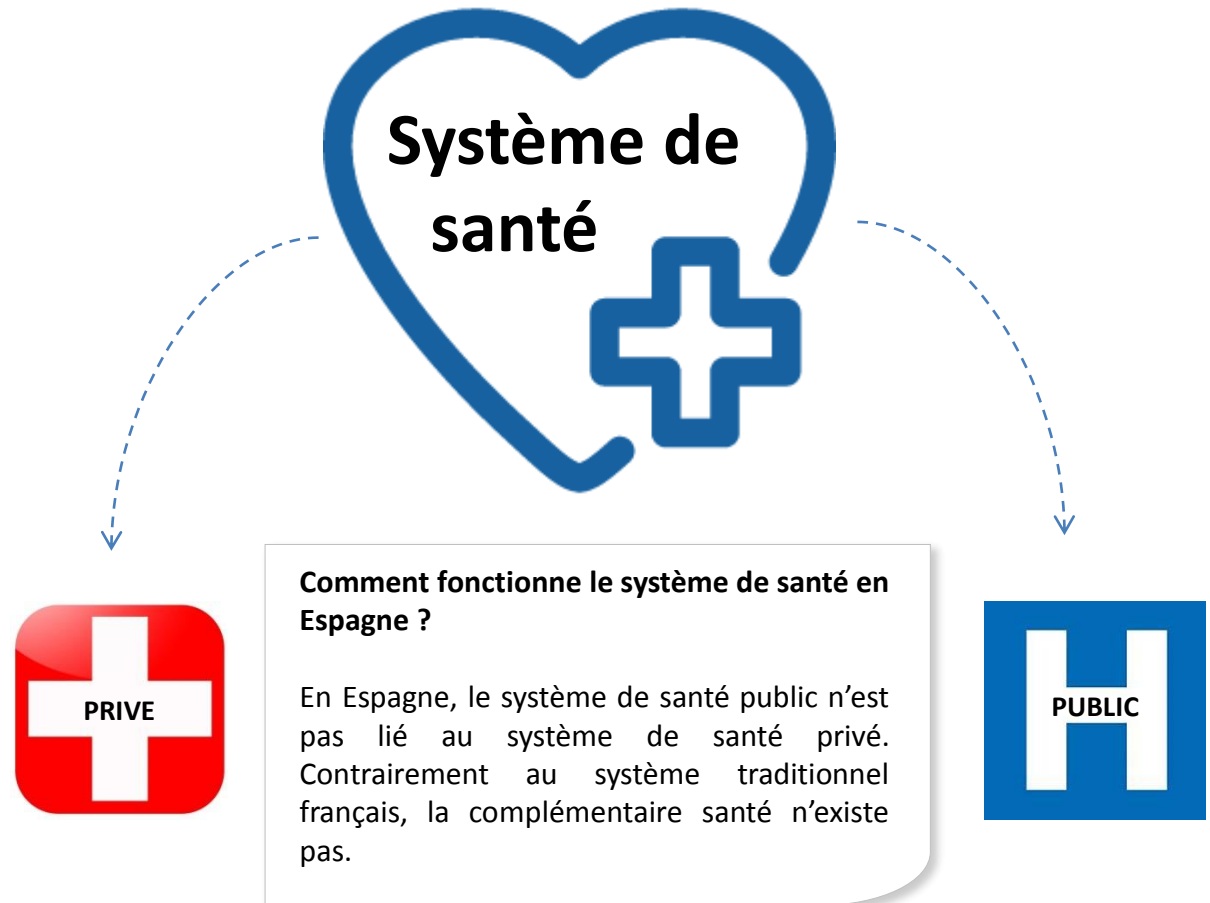 Système de
santé
PRIVE
Comment fonctionne le système de santé en
Espagne ?
En Espagne, le système de santé public n’est
pas lié au système de santé privé.
Contrairement au système traditionnel
français, la complémentaire santé n’existe
pas.
PUBLIC